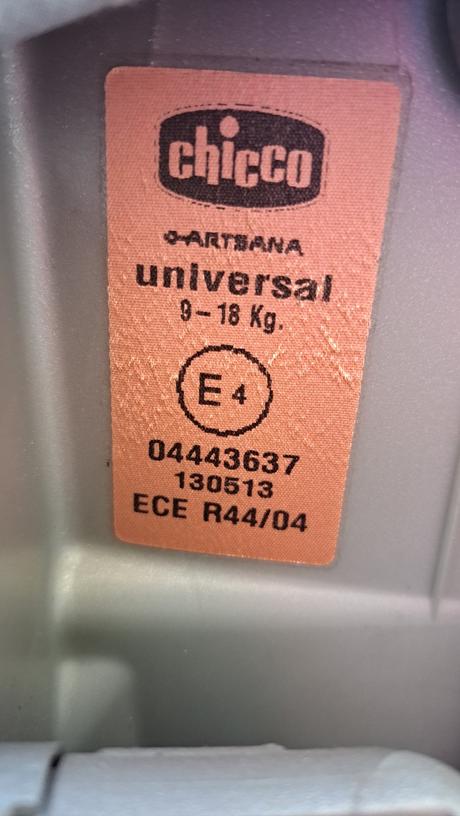 chicco
ARTSANA
universal
9-18 Kg.
E 4
04443637
130513
ECE R44/04